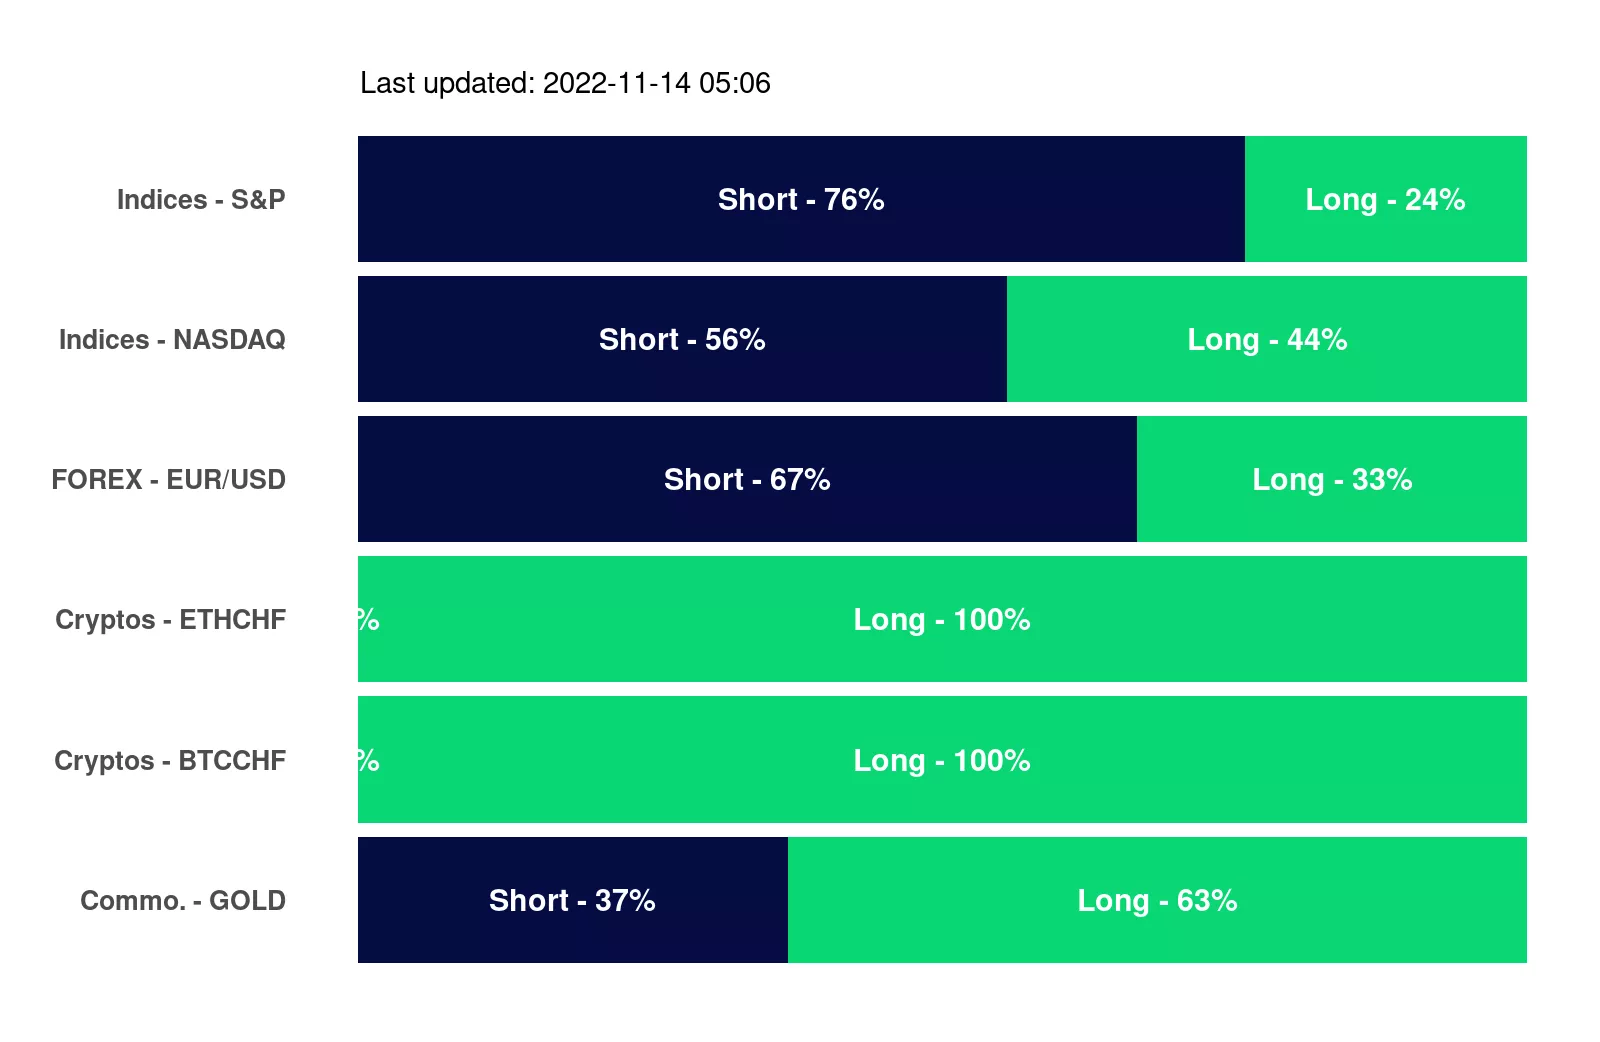 Last updated: 2022-11-14 05:06
Indices - S&P
Short - 76%
Long - 24%
Indices - NASDAQ
Short - 56%
Long - 44%
FOREX - EUR/USD
Short - 67%
Long - 33%
Cryptos - ETHCHF
%
Long - 100%
Cryptos - BTCCHF
%
Long - 100%
Commo. - GOLD
Short - 37%
Long - 63%